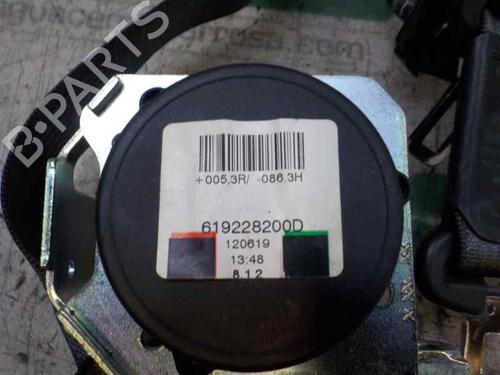 +005,3R/ -086,3H
619228200D
120619
13:48
8.1.2
B-PARTS